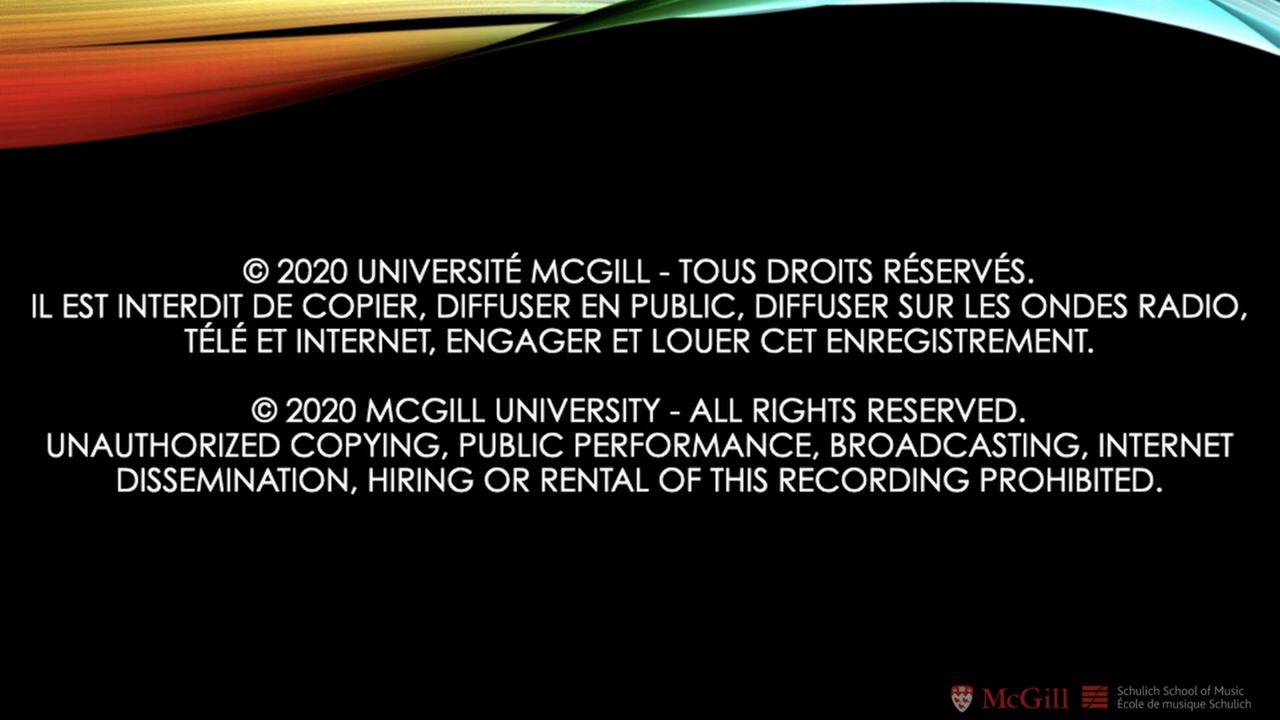 © 2020 UNIVERSITÉ MCGILL - TOUS DROITS RÉSERVÉS.
IL EST INTERDIT DE COPIER, DIFFUSER EN PUBLIC, DIFFUSER SUR LES ONDES RADIO,
TÉLÉ ET INTERNET, ENGAGER ET LOUER CET ENREGISTREMENT.
© 2020 MCGILL UNIVERSITY - ALL RIGHTS RESERVED.
UNAUTHORIZED COPYING, PUBLIC PERFORMANCE, BROADCASTING, INTERNET
DISSEMINATION, HIRING OR RENTAL OF THIS RECORDING PROHIBITED.
McGill
Schulich School of Music
École de musique Schulich